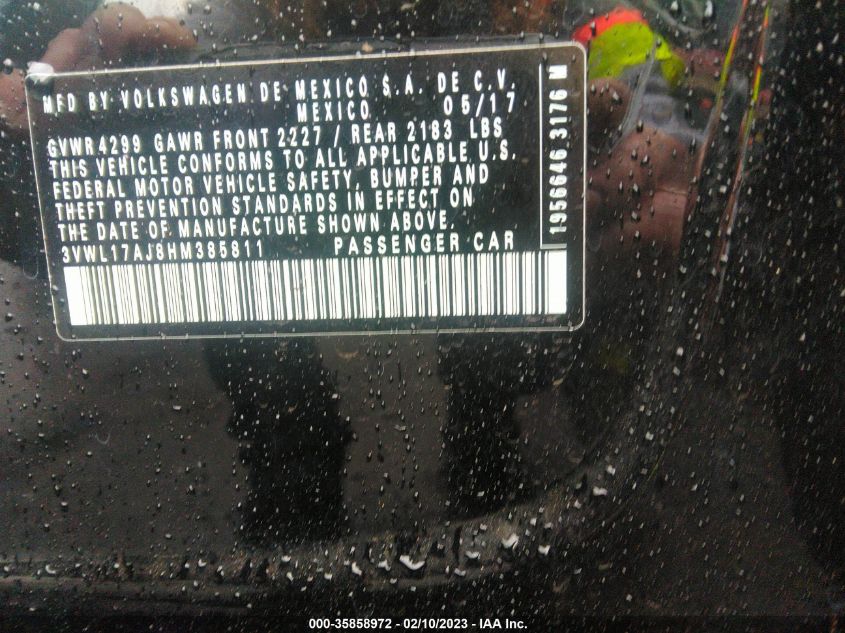 MFD BY VOLKSWAGEN DE MEXICO S.A. DE C.V.
MEXICO 05/17
GVWR 4299 GAWR FRONT 2227 / REAR 2183 LBS
THIS VEHICLE CONFORMS TO ALL APPLICABLE U.S.
FEDERAL MOTOR VEHICLE SAFETY, BUMPER AND
THEFT PREVENTION STANDARDS IN EFFECT ON
THE DATE OF MANUFACTURE SHOWN ABOVE.
3VWL17AJ8HM385811 PASSENGER CAR
1956646 3176 M
000-35858972 - 02/10/2023 - IAA Inc.